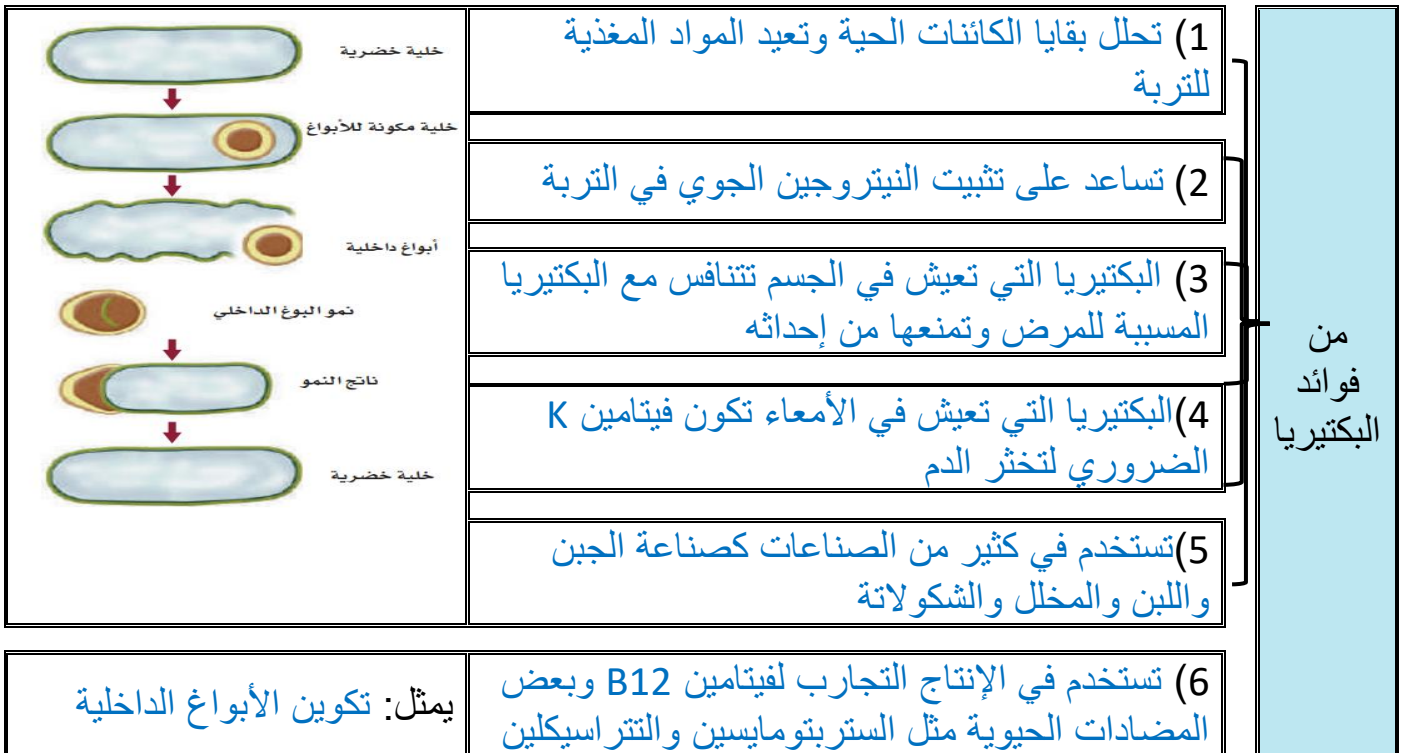 من
فوائد
البكتيريا
1) تحلل بقايا الكائنات الحية وتعيد المواد المغذية
للتربة
2) تساعد على تثبيت النيتروجين الجوي في التربة
3) البكتيريا التي تعيش في الجسم تتنافس مع البكتيريا
المسببة للمرض وتمنعها من إحداثه
4)البكتيريا التي تعيش في الأمعاء تكون فيتامين K
الضروري لتخثر الدم
5)تستخدم في كثير من الصناعات كصناعة الجبن
واللبن والمخلل والشكولاتة
6) تستخدم في الإنتاج التجارب لفيتامين B12 وبعض
المضادات الحيوية مثل الستربتومايسين والتتراسيكلين
خلية خضرية
خلية مكونة للأبواغ
أبواغ داخلية
نمو البوغ الداخلي
ناتج النمو
خلية خضرية
يمثل: تكوين الأبواغ الداخلية